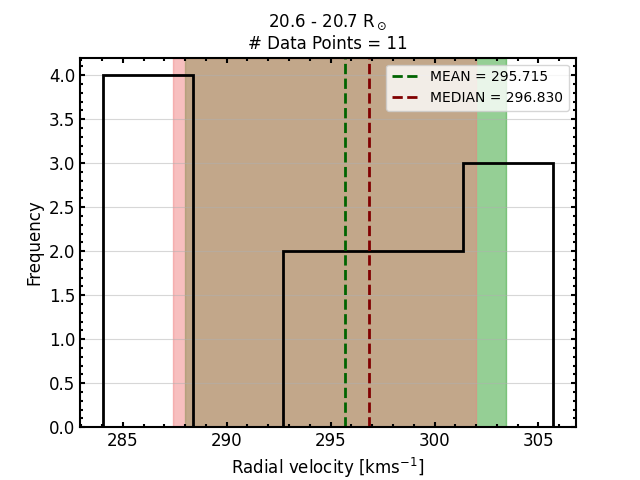 20.6 - 20.7 R⊙
# Data Points = 11
MEAN = 295.715
MEDIAN = 296.830
Frequency
4.0
3.5
3.0
2.5
2.0
1.5
1.0
0.5
0.0
285 290 295 300 305
Radial velocity [kms⁻¹]